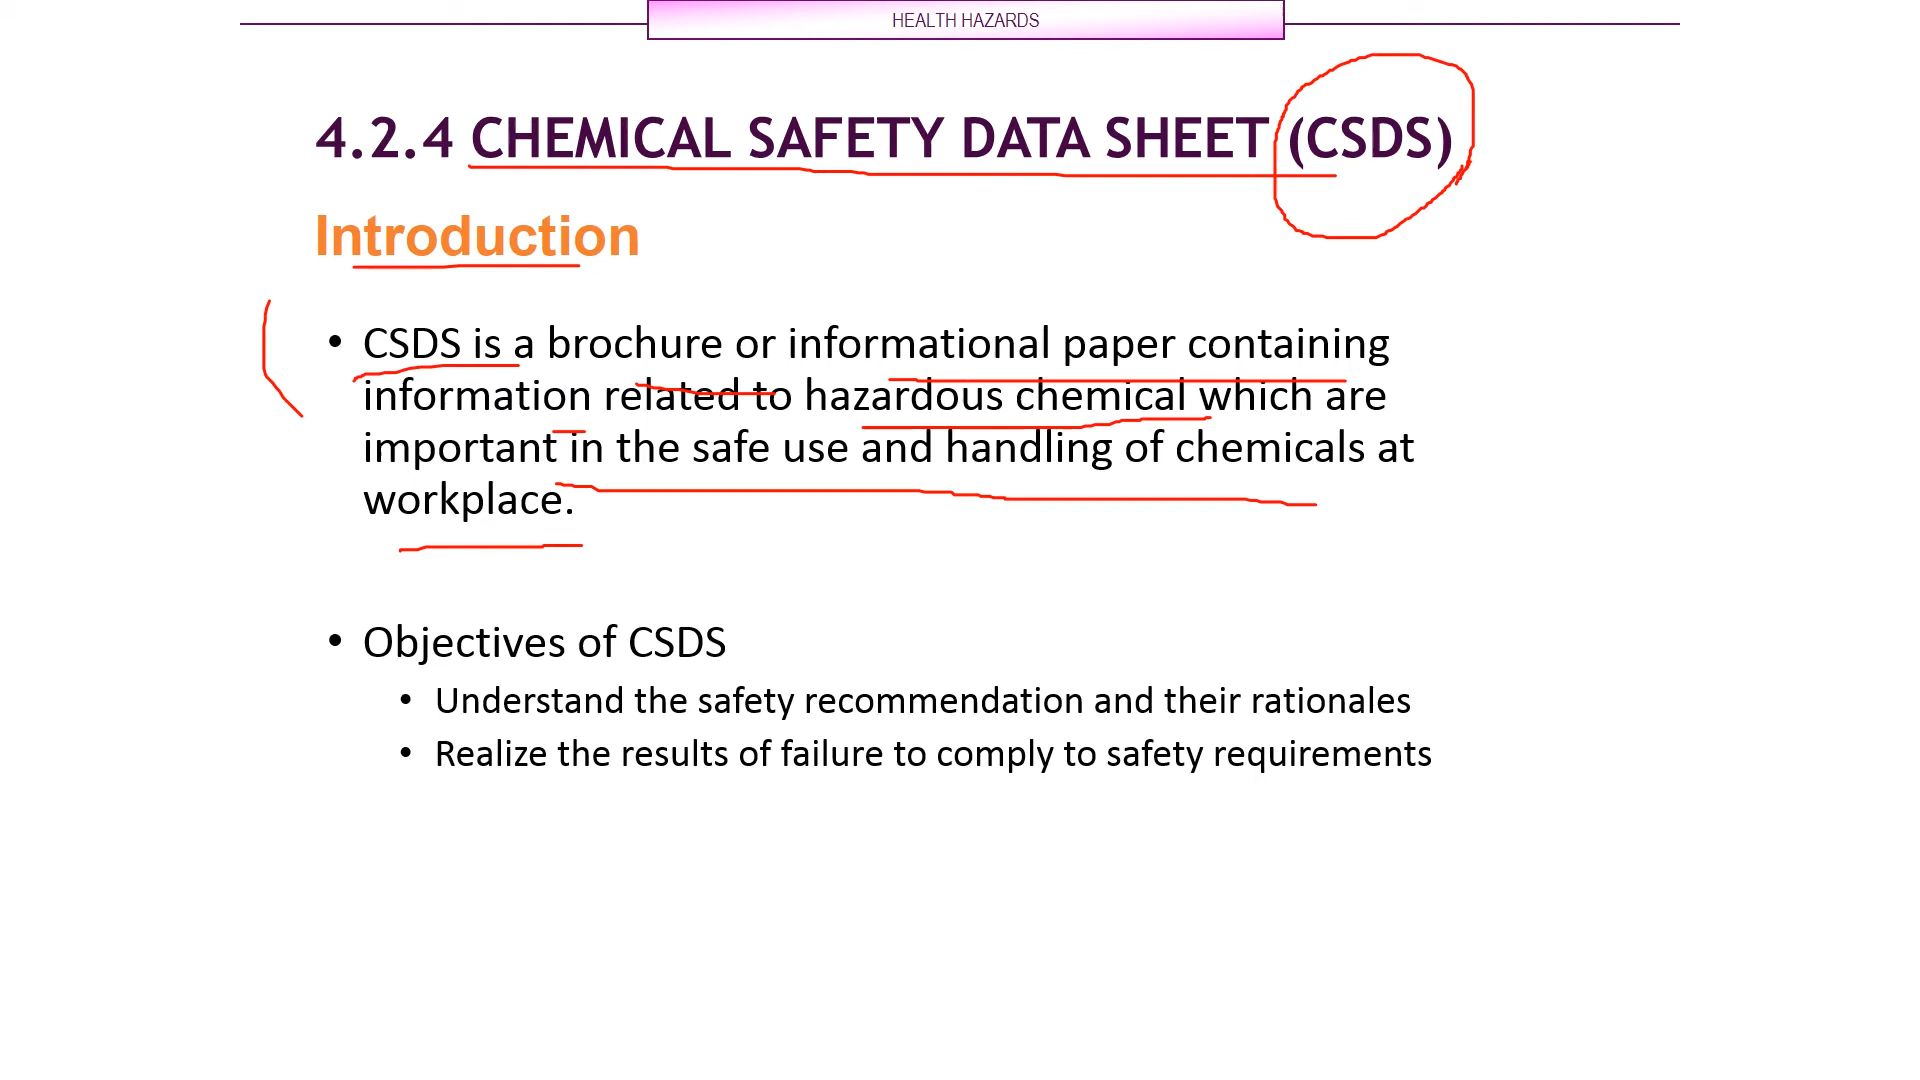 HEALTH HAZARDS
4.2.4 CHEMICAL SAFETY DATA SHEET (CSDS)
Introduction
• CSDS is a brochure or informational paper containing
information related to hazardous chemical which are
important in the safe use and handling of chemicals at
workplace.
• Objectives of CSDS
• Understand the safety recommendation and their rationales
• Realize the results of failure to comply to safety requirements